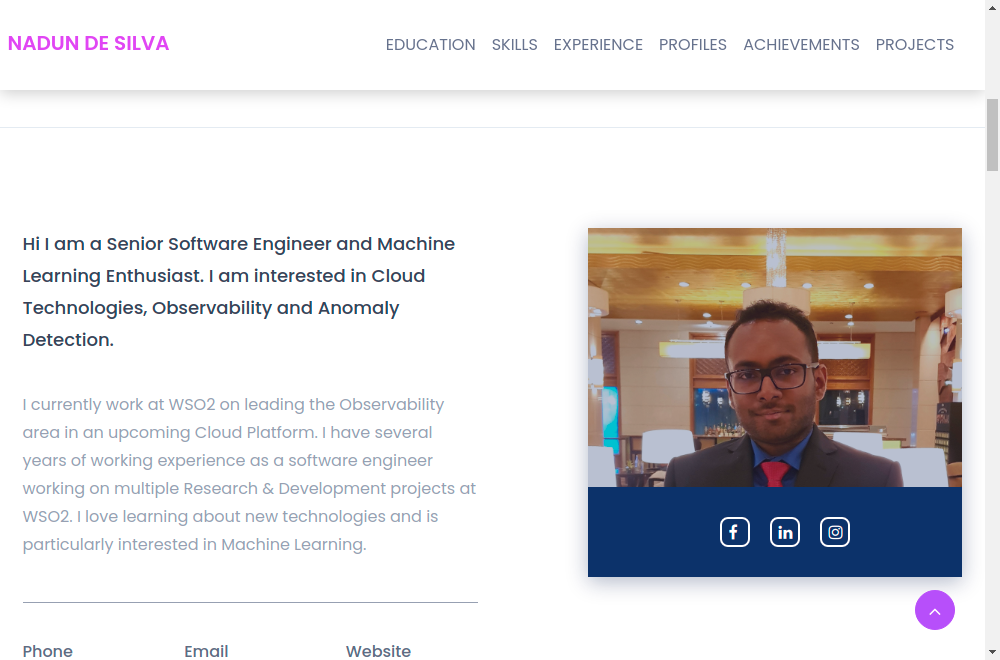 NADUN DE SILVA
EDUCATION SKILLS EXPERIENCE PROFILES ACHIEVEMENTS PROJECTS
Hi I am a Senior Software Engineer and Machine
Learning Enthusiast. I am interested in Cloud
Technologies, Observability and Anomaly
Detection.
I currently work at WSO2 on leading the Observability
area in an upcoming Cloud Platform. I have several
years of working experience as a software engineer
working on multiple Research & Development projects at
WSO2. I love learning about new technologies and is
particularly interested in Machine Learning.
Phone Email Website